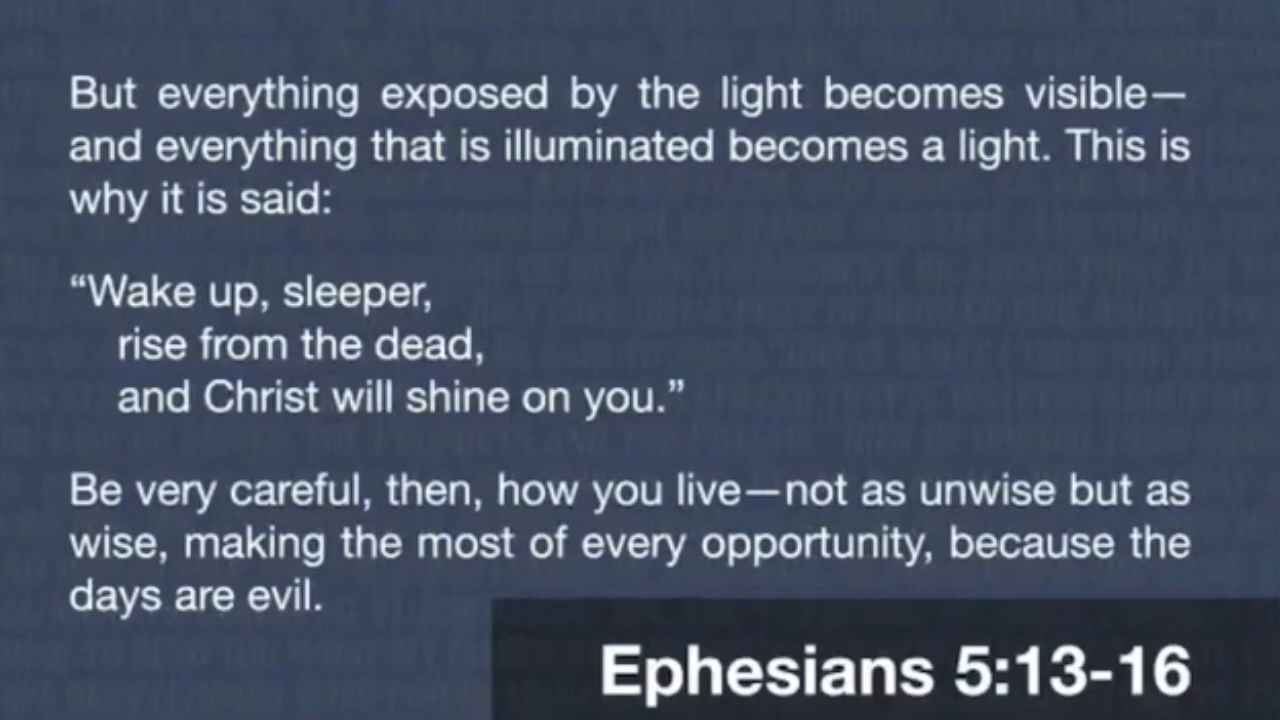 But everything exposed by the light becomes visible—
and everything that is illuminated becomes a light. This is
why it is said:
“Wake up, sleeper,
rise from the dead,
and Christ will shine on you.”
Be very careful, then, how you live—not as unwise but as
wise, making the most of every opportunity, because the
days are evil.
Ephesians 5:13-16